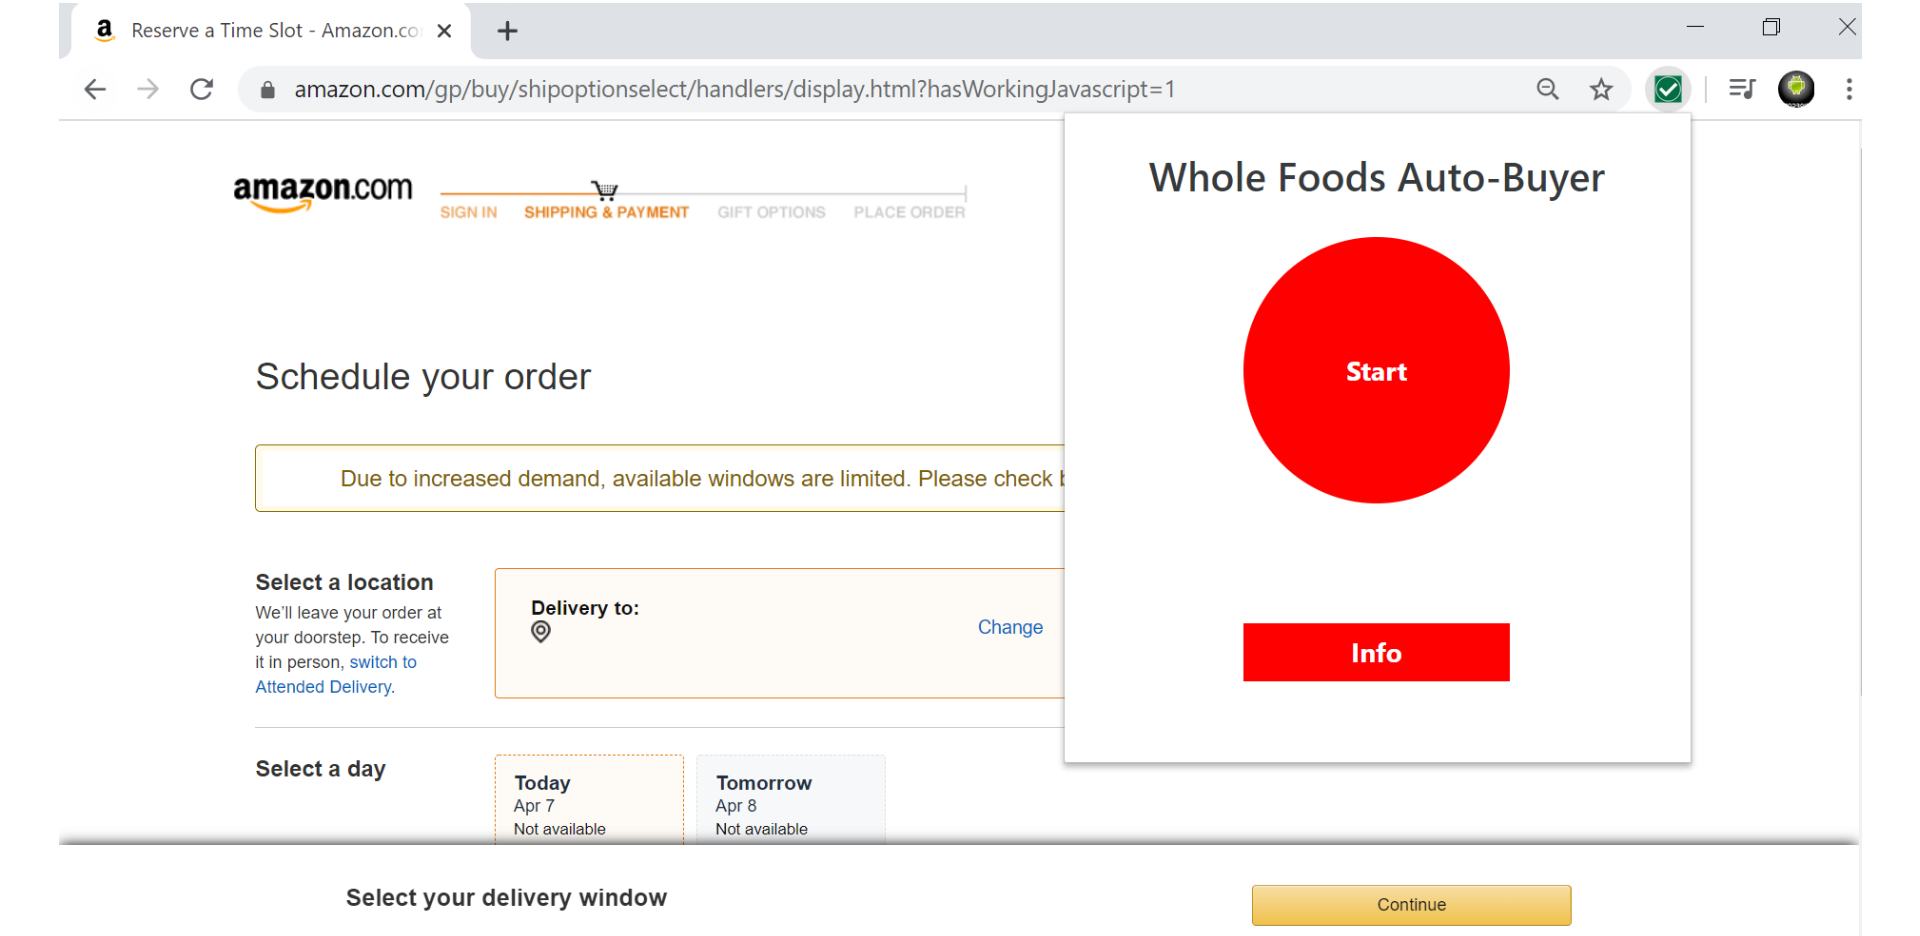 Reserve a Time Slot - Amazon.co
amazon.com/gp/buy/shipoptionselect/handlers/display.html?hasWorkingJavascript=1
amazon.com
SIGN IN SHIPPING & PAYMENT GIFT OPTIONS PLACE ORDER
Schedule your order
Due to increased demand, available windows are limited. Please check
Select a location
We'll leave your order at
your doorstep. To receive
it in person, switch to
Attended Delivery.
Delivery to:
Change
Select a day
Today
Apr 7
Not available
Tomorrow
Apr 8
Not available
Select your delivery window
Continue
Whole Foods Auto-Buyer
Start
Info